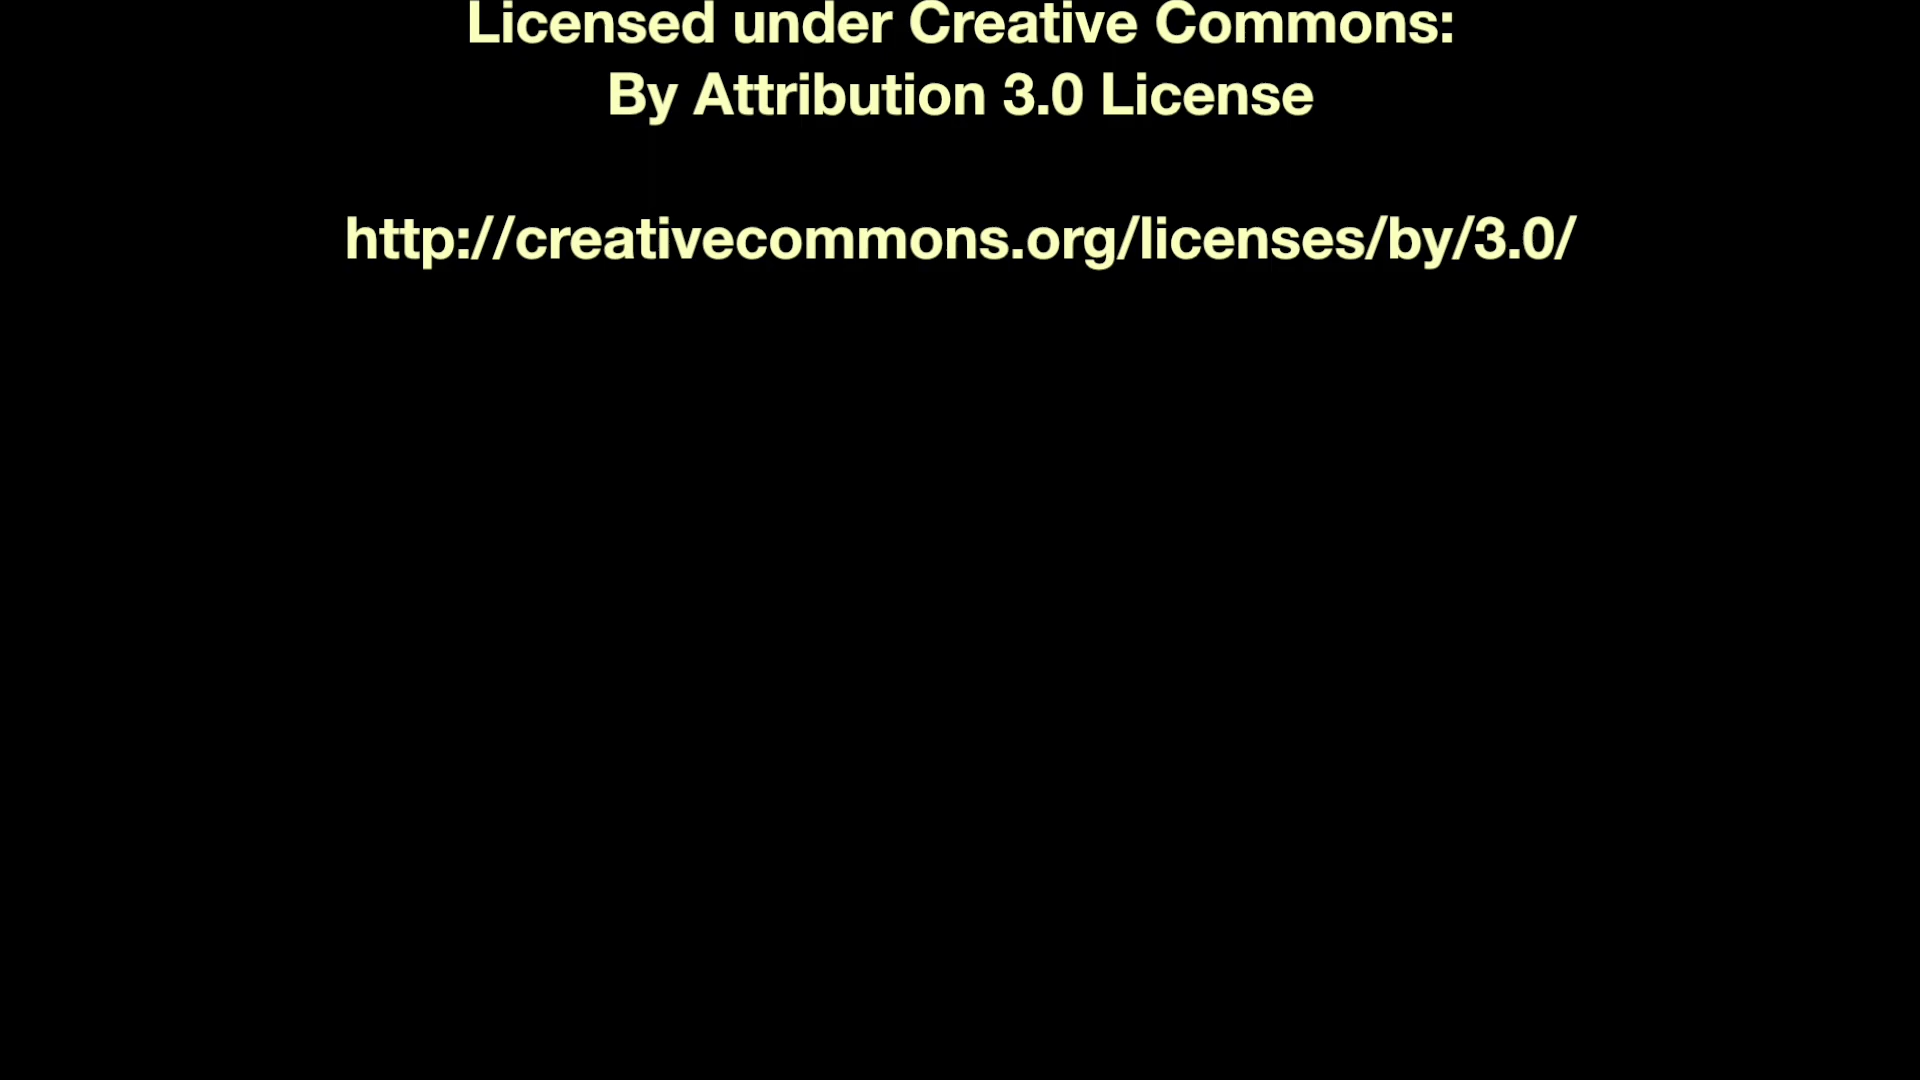 Licensed under Creative Commons:
By Attribution 3.0 License
http://creativecommons.org/licenses/by/3.0/